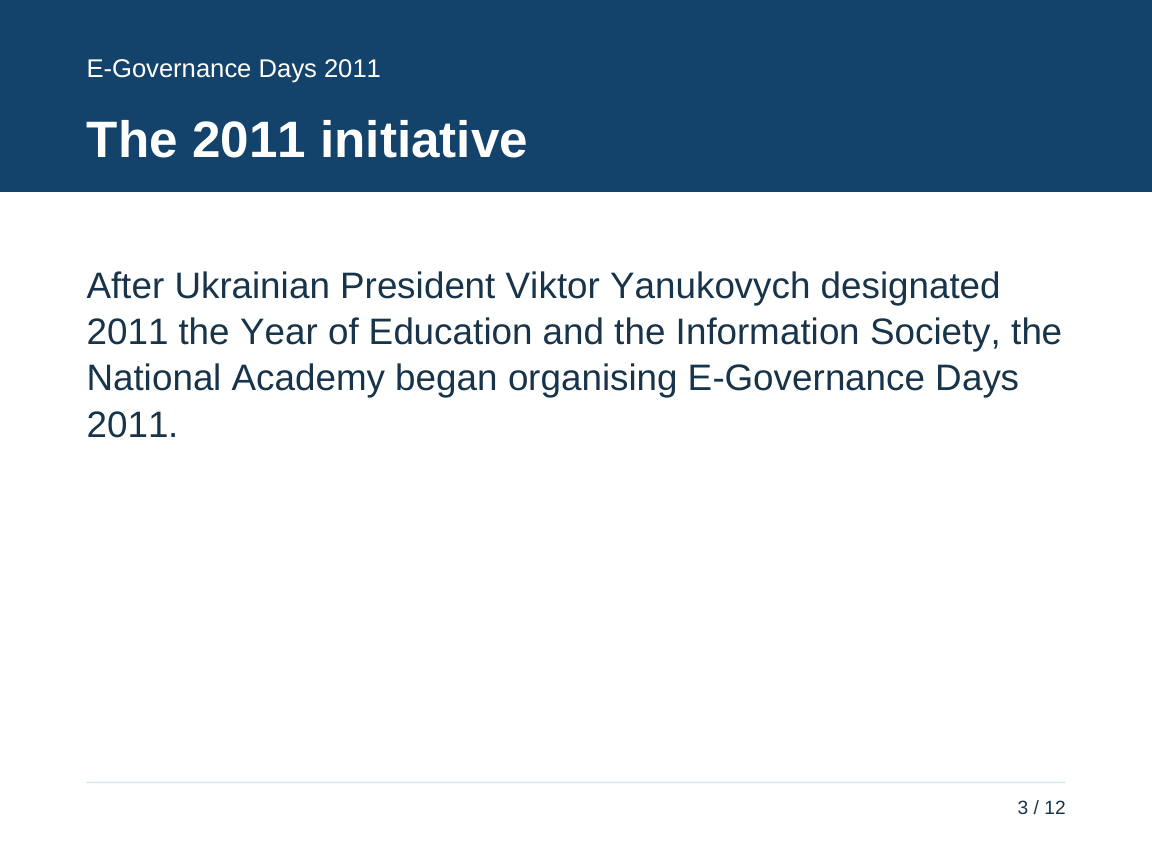 E-Governance Days 2011
The 2011 initiative
After Ukrainian President Viktor Yanukovych designated
2011 the Year of Education and the Information Society, the
National Academy began organising E-Governance Days
2011.
3 / 12